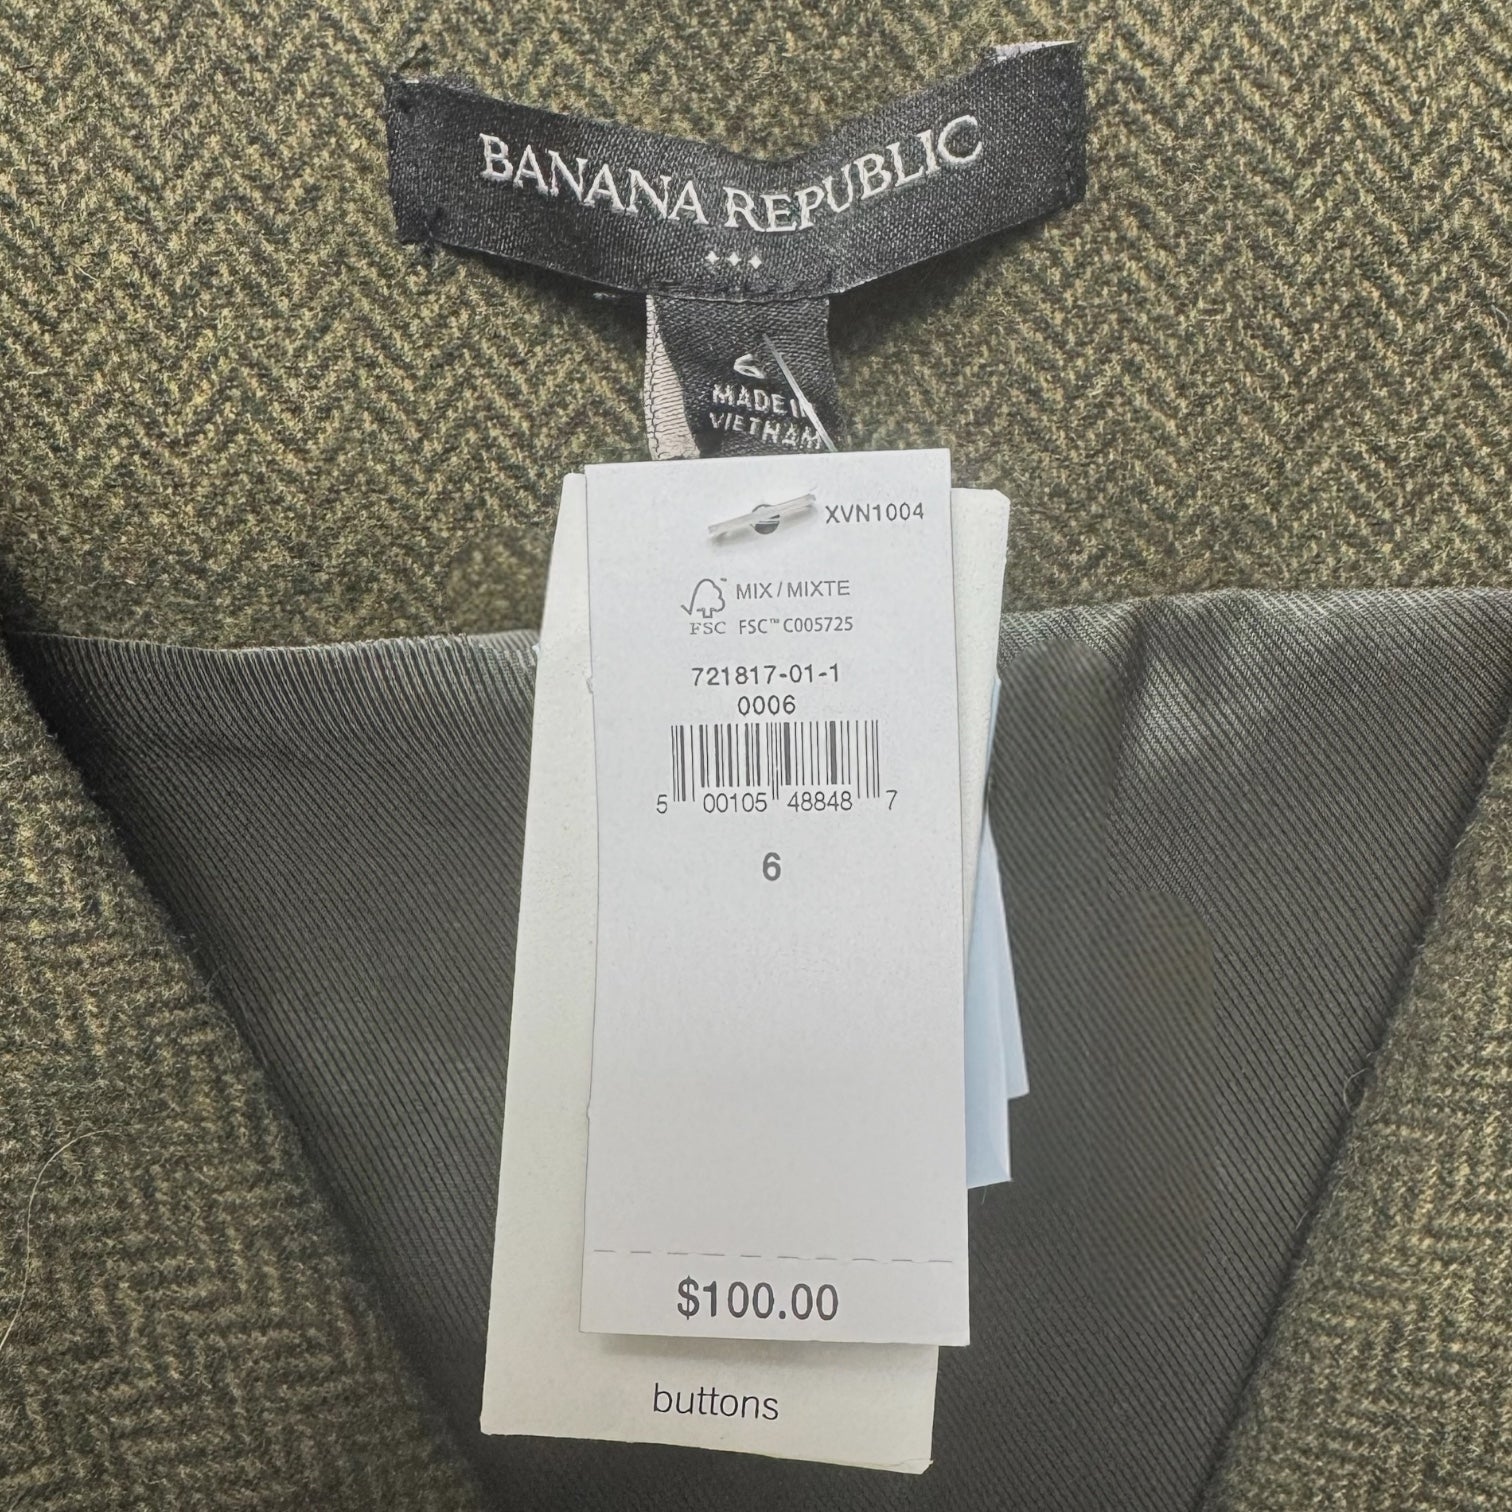 BANANA REPUBLIC
6
MADE IN
VIETNAM
XVN1004
MIX/MIXTE
FSC FSC™ C005725
721817-01-1
0006
5 00105 48848 7
6
$100.00
buttons